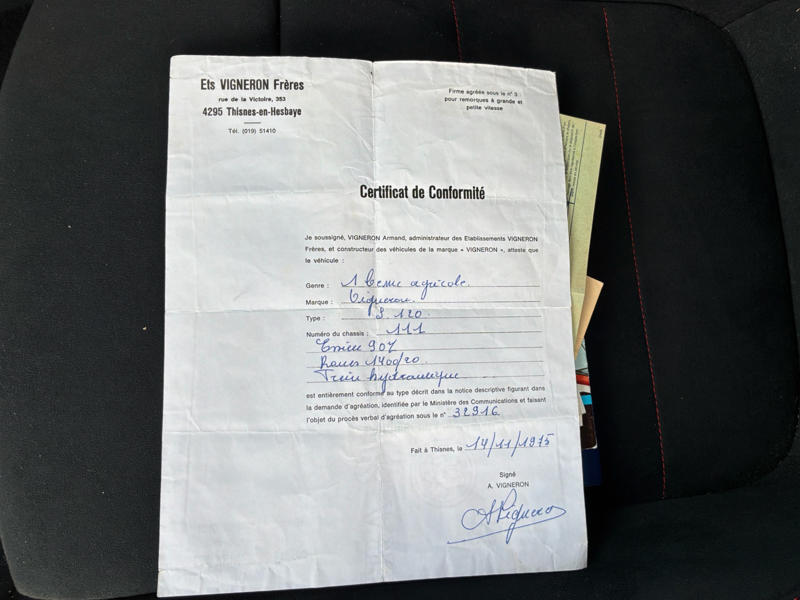 Ets VIGNERON Frères
rue de la Victoire, 353
4295 Thisnes-en-Hesbaye
Tél. (019) 51410
Firme agréée sous le n° 3
pour remorques à grande et
petite vitesse
Certificat de Conformité
Je soussigné, VIGNERON Armand, administrateur des Etablissements VIGNERON
Frères, et constructeur des véhicules de la marque « VIGNERON », atteste que
le véhicule :
Genre : 1 benne agricole.
Marque : Vigneron.
Type : S. 120
Numéro du chassis : 111
Essieu 907
Roues 1400/20.
Frein hydraulique
est entièrement conforme au type décrit dans la notice descriptive figurant dans
la demande d'agréation, identifiée par le Ministère des Communications et faisant
l'objet du procès verbal d'agréation sous le n° 32916
Fait à Thisnes, le 14/11/1975
Signé
A. VIGNERON
AVigneron